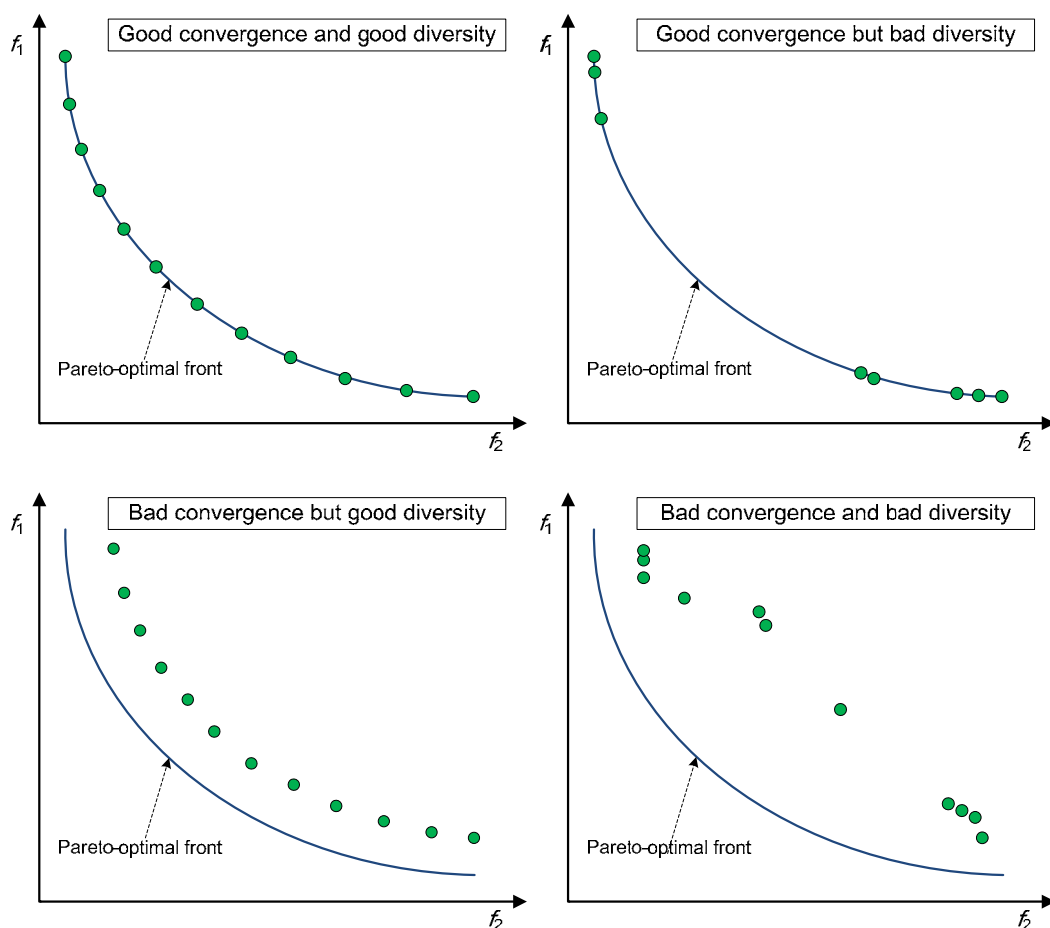 Good convergence and good diversity
f1
Pareto-optimal front
f2
Good convergence but bad diversity
f1
Pareto-optimal front
f2
Bad convergence but good diversity
f1
Pareto-optimal front
f2
Bad convergence and bad diversity
f1
Pareto-optimal front
f2